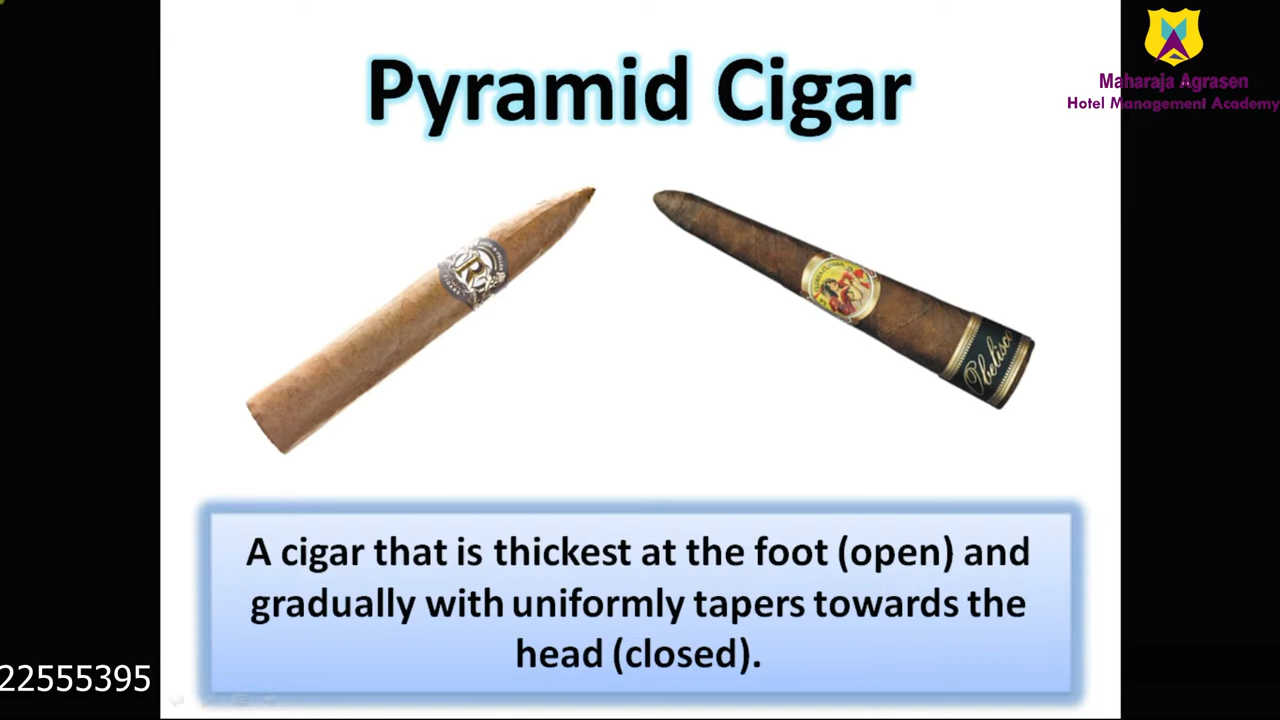 Pyramid Cigar
Maharaja Agrasen
Hotel Management Academy
R
Obelisco
A cigar that is thickest at the foot (open) and
gradually with uniformly tapers towards the
head (closed).
22555395